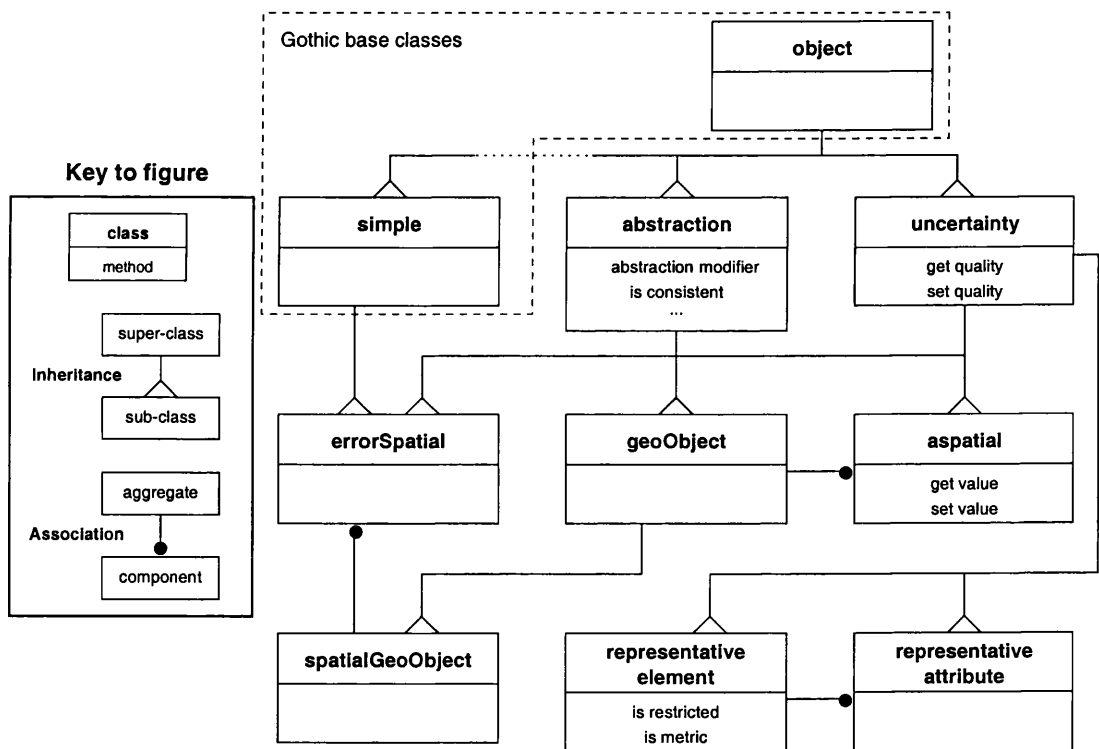 Gothic base classes
object
Key to figure
class
method
super-class
Inheritance
sub-class
aggregate
Association
component
simple
abstraction
abstraction modifier
is consistent
...
uncertainty
get quality
set quality
errorSpatial
geoObject
aspatial
get value
set value
spatialGeoObject
representative
element
is restricted
is metric
representative
attribute